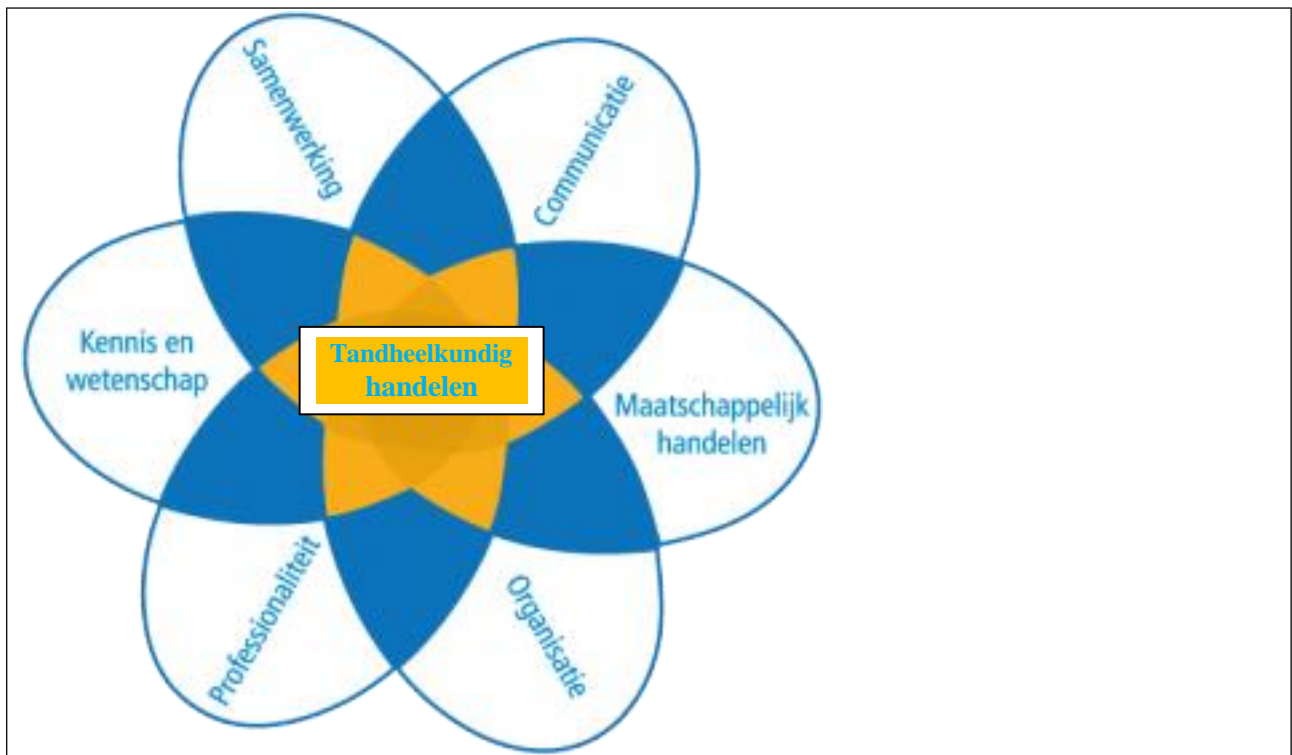 Samenwerking
Communicatie
Kennis en
wetenschap
Tandheelkundig
handelen
Maatschappelijk
handelen
Professionaliteit
Organisatie